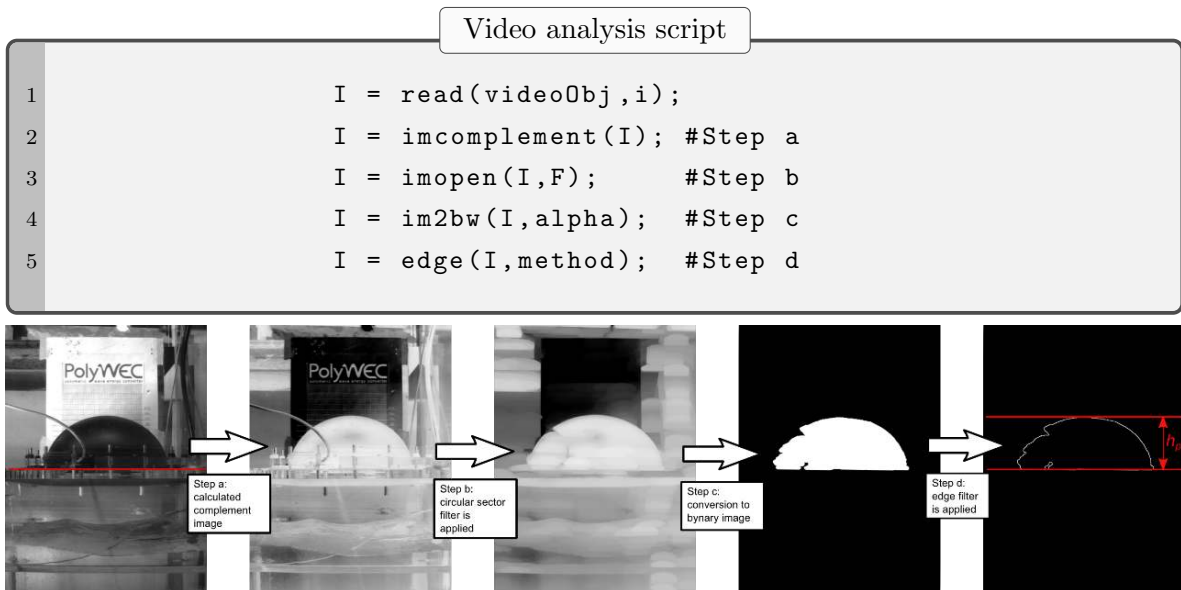 Video analysis script
1 I = read(videoObj,i);
2 I = imcomplement(I); #Step a
3 I = imopen(I,F); #Step b
4 I = im2bw(I,alpha); #Step c
5 I = edge(I,method); #Step d
PolyWEC
PolyWEC
Step a:
calculated
complement
image
Step b:
circular sector
filter is
applied
Step c:
conversion to
bynary image
Step d:
edge filter
is applied